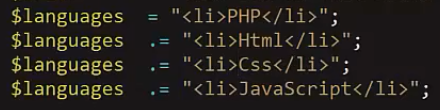 $languages  = "<li>PHP</li>";
$languages  .= "<li>Html</li>";
$languages  .= "<li>Css</li>";
$languages  .= "<li>JavaScript</li>";